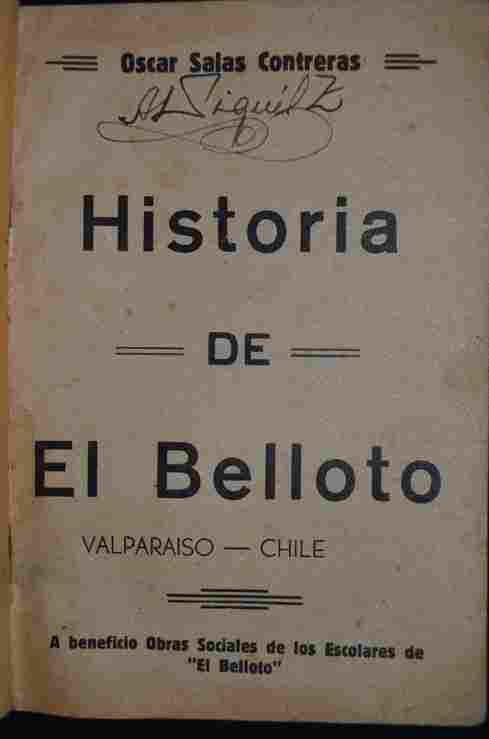 Oscar Salas Contreras
Historia
DE
El Belloto
VALPARAISO — CHILE
A beneficio Obras Sociales de los Escolares de
"El Belloto"